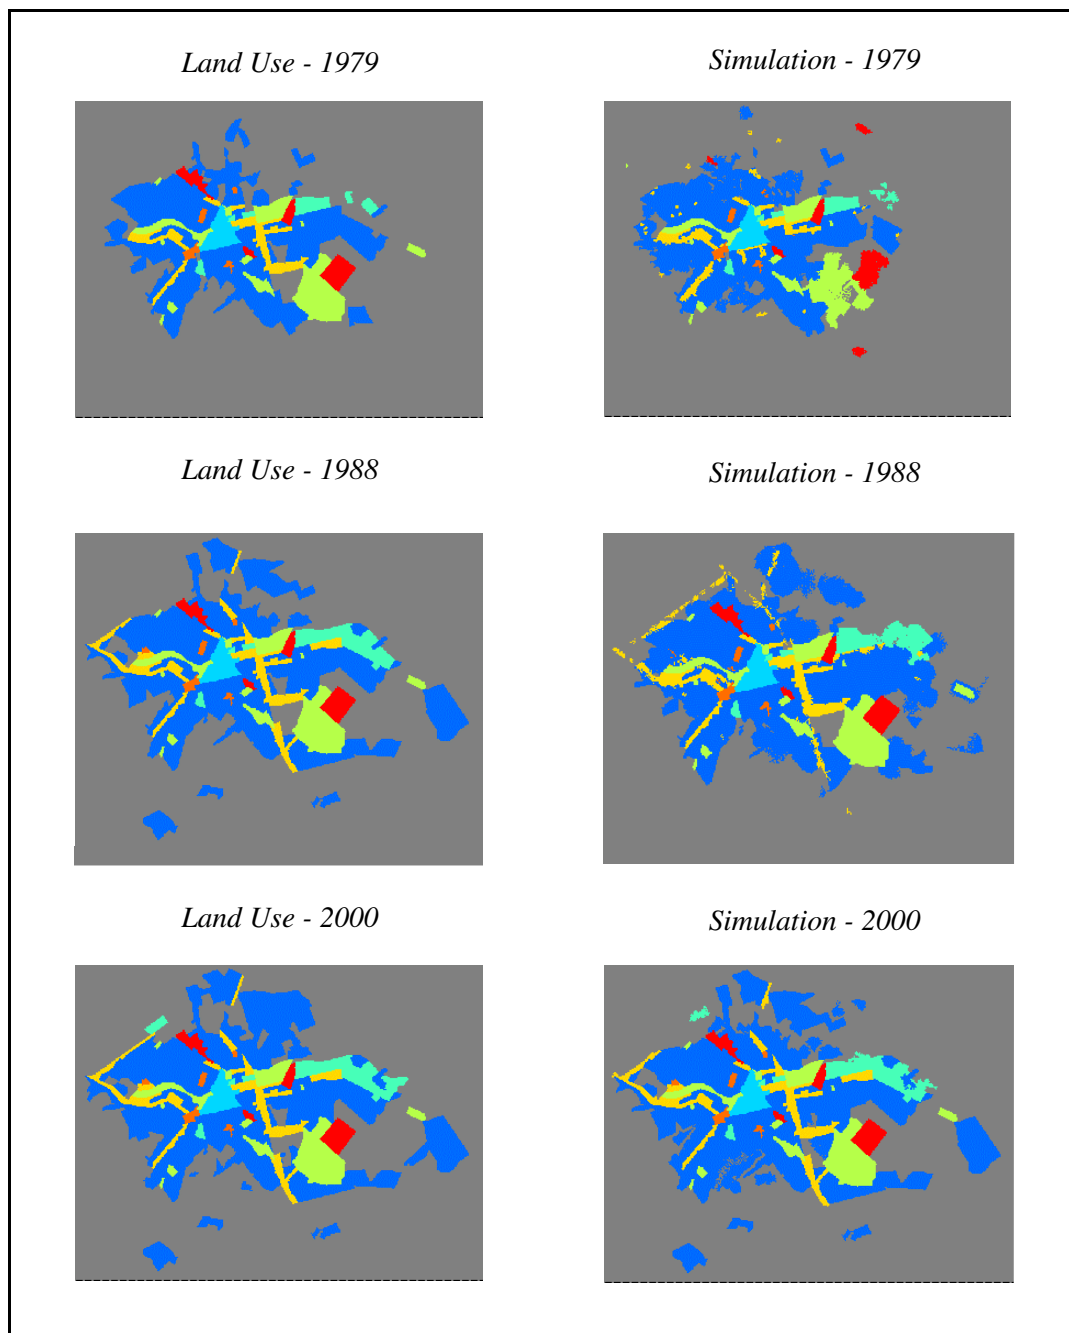 Land Use - 1979
Simulation - 1979
Land Use - 1988
Simulation - 1988
Land Use - 2000
Simulation - 2000